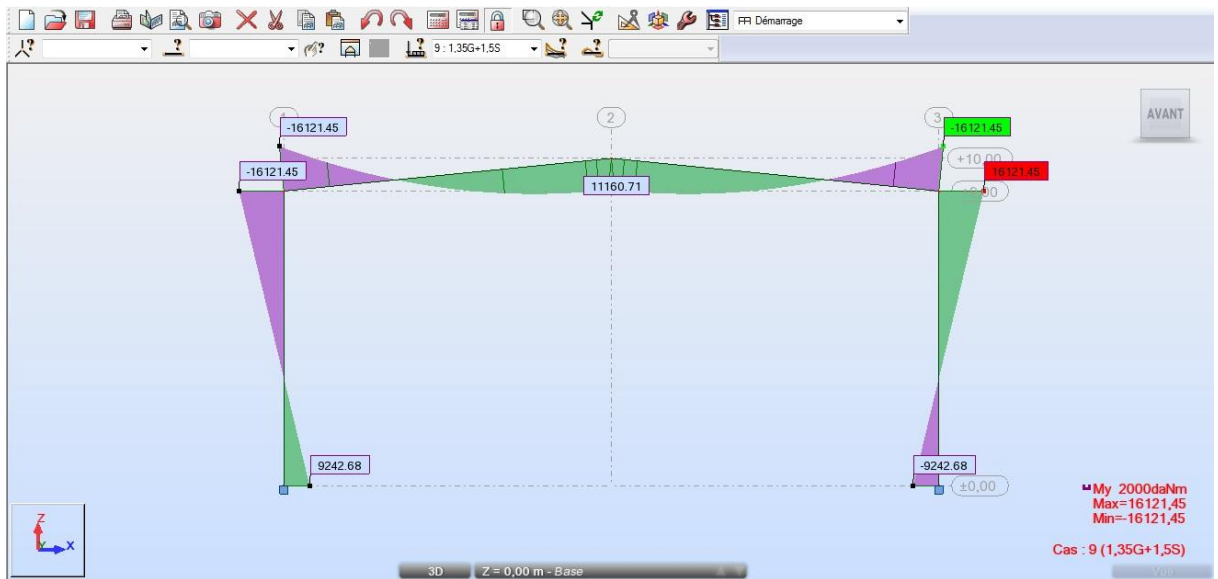 Démarrage
9 : 1,35G+1,5S
AVANT
2
3
-16121.45
-16121.45
+10,00
-16121.45
16121.45
11160.71
9242.68
-9242.68
±0,00
My 2000daNm
Max=16121,45
Min=-16121,45
Cas : 9 (1,35G+1,5S)
Z
X
3D
Z = 0,00 m - Base
Vue